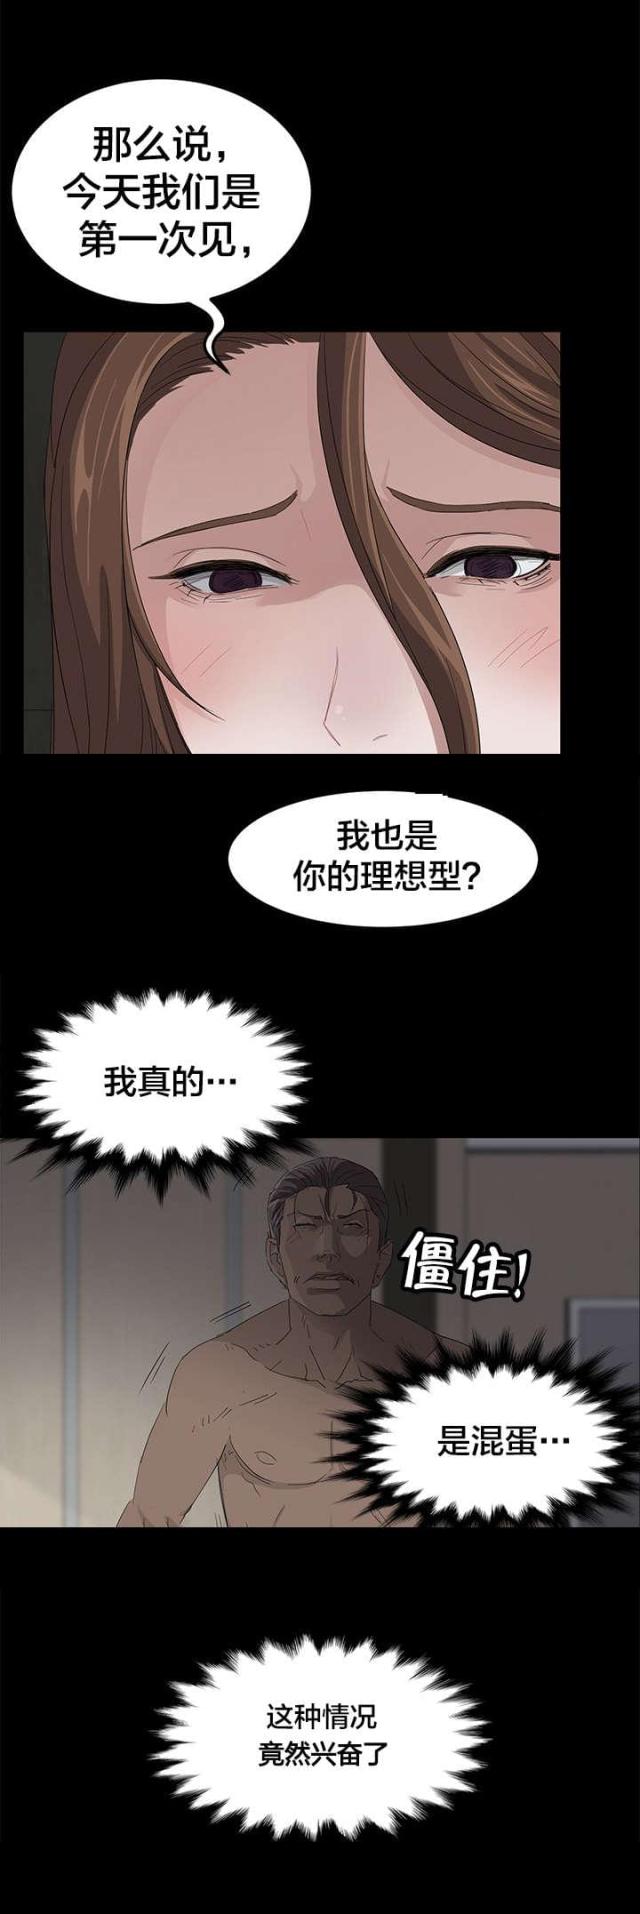 那么说，
今天我们是
第一次见，
我也是
你的理想型？
我真的…
僵住！
是混蛋…
这种情况
竟然兴奋了